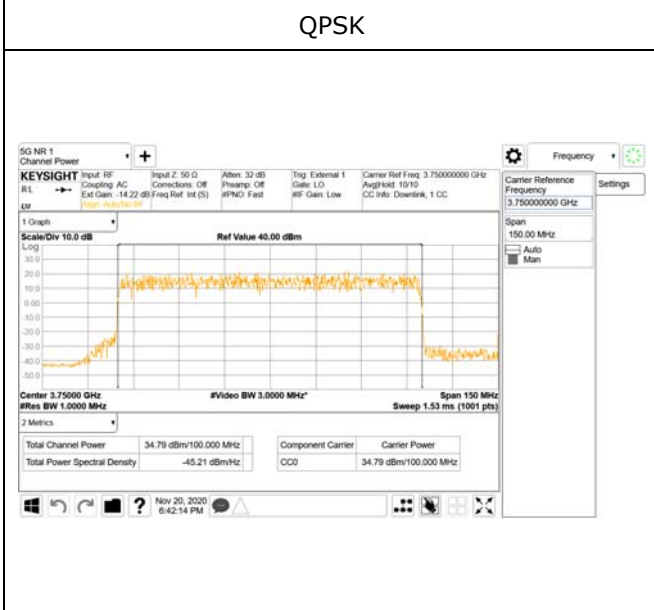 QPSK
5G NR 1
Channel Power
Frequency
KEYSIGHT
RL
Input: RF
Coupling: AC
Ext Gain: -14.22 dB
Align: Auto/No RF
Input Z: 50 Ω
Corrections: Off
Freq Ref: Int (S)
Atten: 32 dB
Preamp: Off
#PNO: Fast
Trig: External 1
Gate: LO
#IF Gain: Low
Carrier Ref Freq: 3.750000000 GHz
Avg|Hold: 10/10
CC Info: Downlink, 1 CC
Carrier Reference
Frequency
3.750000000 GHz
Settings
Span
150.00 MHz
Auto
Man
1 Graph
Scale/Div 10.0 dB
Ref Value 40.00 dBm
Log
30.0
20.0
10.0
0.00
-10.0
-20.0
-30.0
-40.0
-50.0
Center 3.75000 GHz
#Video BW 3.0000 MHz*
Span 150 MHz
#Res BW 1.0000 MHz
Sweep 1.53 ms (1001 pts)
2 Metrics
Total Channel Power 34.79 dBm/100.000 MHz
Total Power Spectral Density -45.21 dBm/Hz
Component Carrier Carrier Power
CC0 34.79 dBm/100.000 MHz
?
Nov 20, 2020
6:42:14 PM